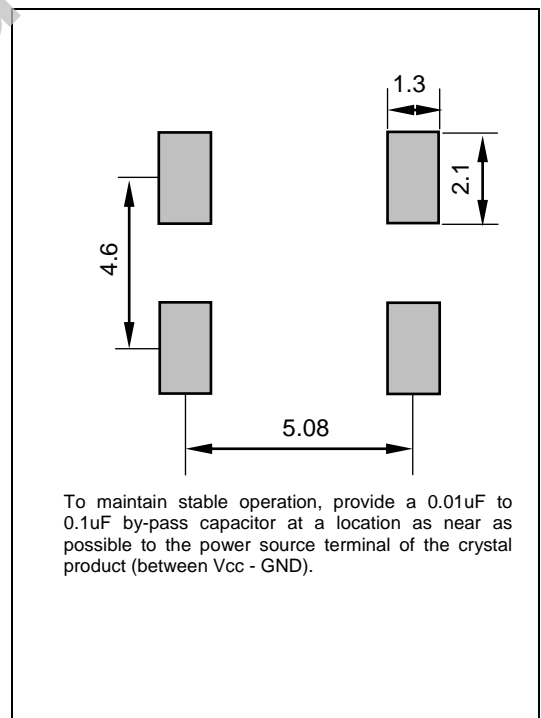 1.3
2.1
4.6
5.08
To maintain stable operation, provide a 0.01uF to
0.1uF by-pass capacitor at a location as near as
possible to the power source terminal of the crystal
product (between Vcc - GND).